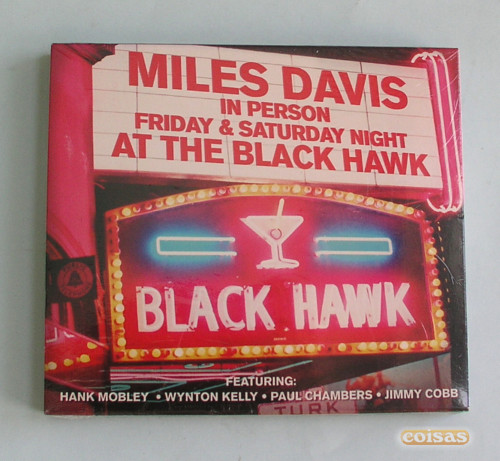 MILES DAVIS
IN PERSON
FRIDAY & SATURDAY NIGHT
AT THE BLACK HAWK
BLACK HAWK
FEATURING:
HANK MOBLEY • WYNTON KELLY • PAUL CHAMBERS • JIMMY COBB
TURK
coisas